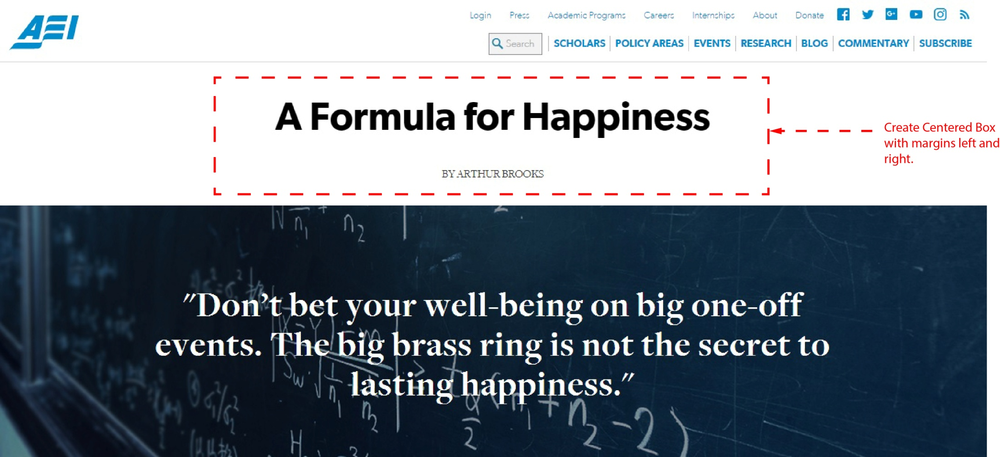 AEI
Login Press Academic Programs Careers Internships About Donate
Search SCHOLARS POLICY AREAS EVENTS RESEARCH BLOG COMMENTARY SUBSCRIBE
A Formula for Happiness
BY ARTHUR BROOKS
Create Centered Box
with margins left and
right.
"Don’t bet your well-being on big one-off
events. The big brass ring is not the secret to
lasting happiness."